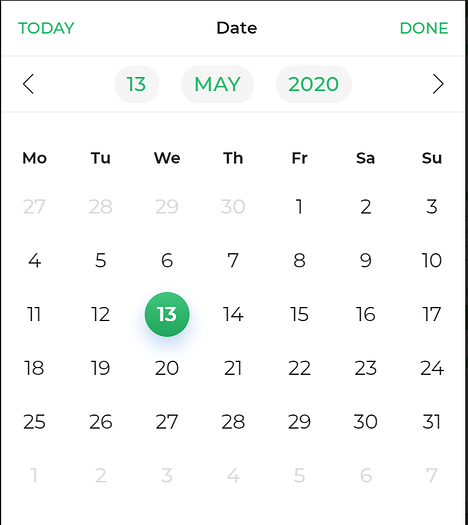 TODAY Date DONE
13 MAY 2020
Mo Tu We Th Fr Sa Su
27 28 29 30 1 2 3
4 5 6 7 8 9 10
11 12 13 14 15 16 17
18 19 20 21 22 23 24
25 26 27 28 29 30 31
1 2 3 4 5 6 7